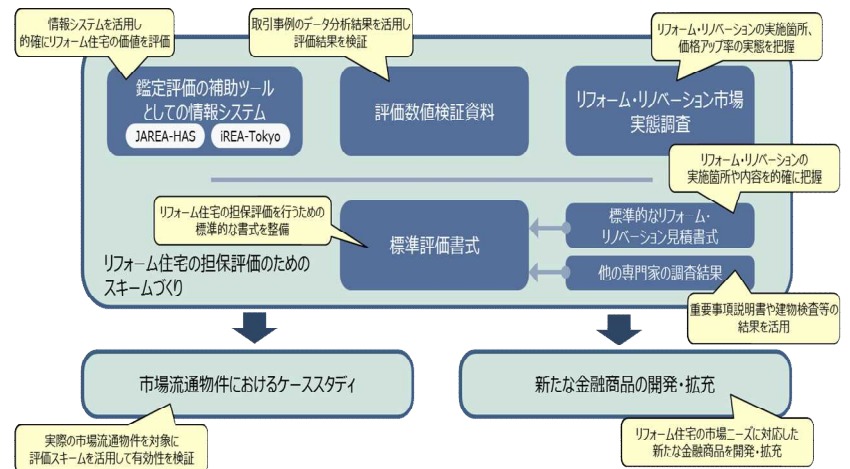 情報システムを活用し
的確にリフォーム住宅の価値を評価
取引事例のデータ分析結果を活用し
評価結果を検証
リフォーム・リノベーションの実施箇所、
価格アップ率の実態を把握
鑑定評価の補助ツール
としての情報システム
JAREA-HAS
iREA-Tokyo
評価数値検証資料
リフォーム・リノベーション市場
実態調査
リフォーム・リノベーションの
実施箇所や内容を的確に把握
リフォーム住宅の担保評価を行うための
標準的な書式を整備
標準評価書式
標準的なリフォーム・
リノベーション見積書式
他の専門家の調査結果
リフォーム住宅の担保評価のための
スキームづくり
重要事項説明書や建物検査等の
結果を活用
市場流通物件におけるケーススタディ
新たな金融商品の開発・拡充
実際の市場流通物件を対象に
評価スキームを活用して有効性を検証
リフォーム住宅の市場ニーズに対応した
新たな金融商品を開発・拡充